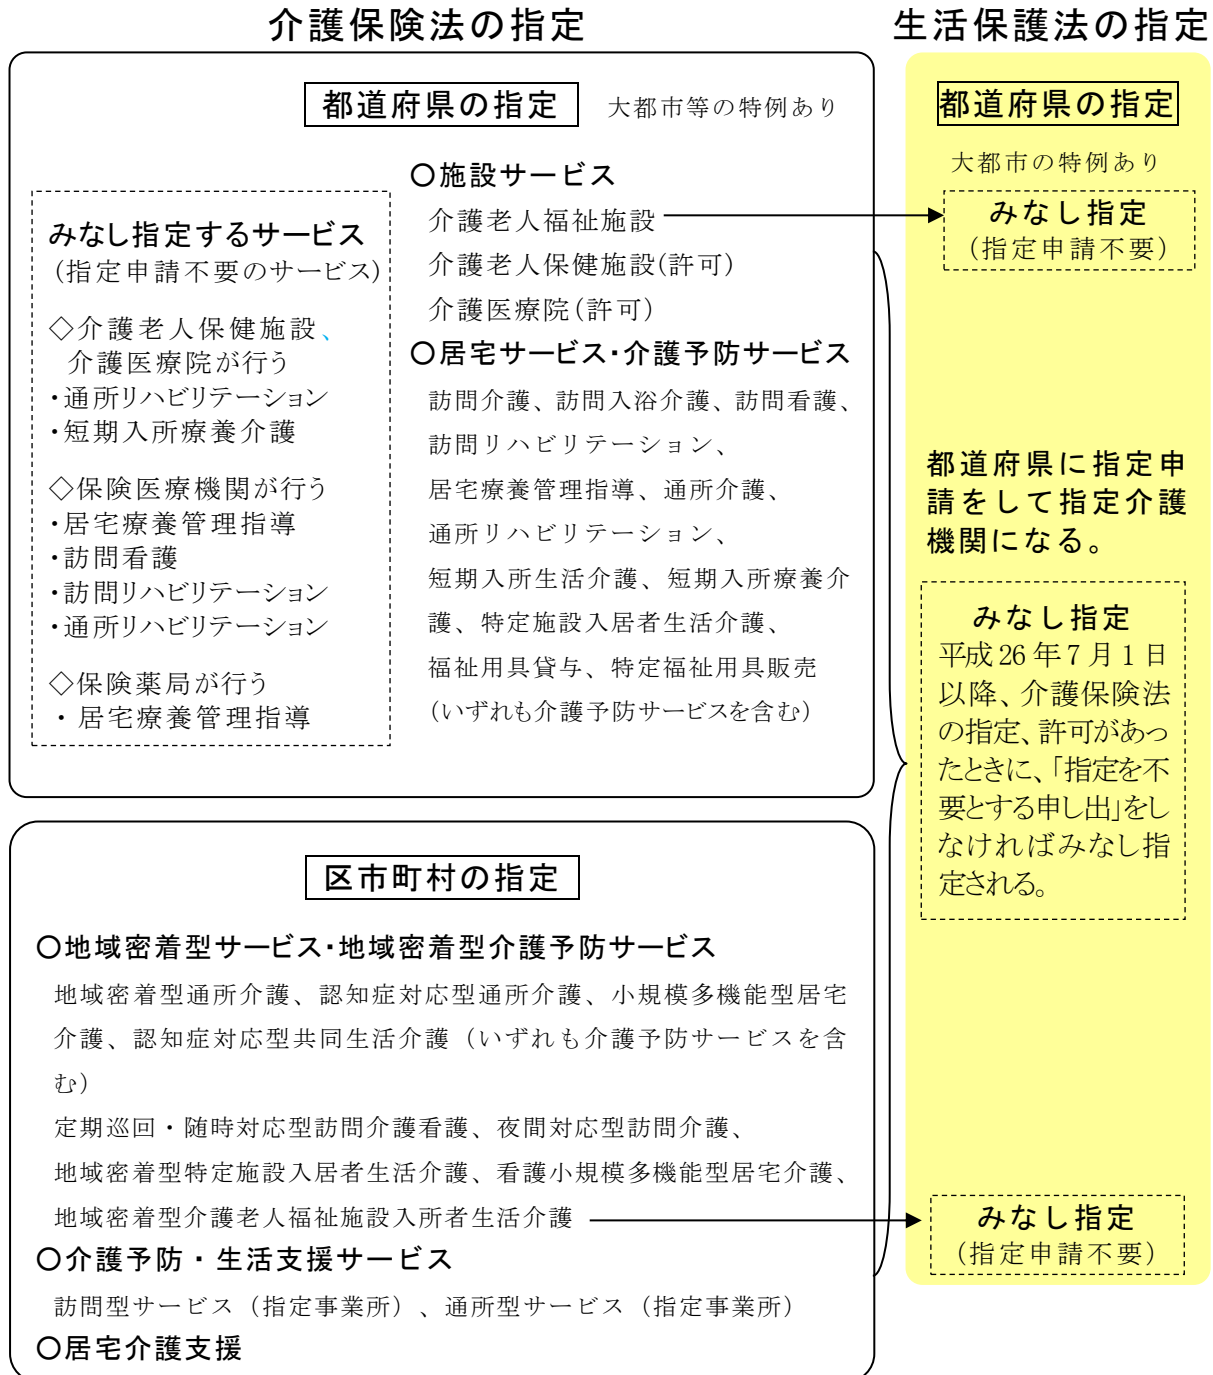 介護保険法の指定
都道府県の指定 大都市等の特例あり
みなし指定するサービス
(指定申請不要のサービス)
◇介護老人保健施設、
介護医療院が行う
・通所リハビリテーション
・短期入所療養介護
◇保険医療機関が行う
・居宅療養管理指導
・訪問看護
・訪問リハビリテーション
・通所リハビリテーション
◇保険薬局が行う
・居宅療養管理指導
〇施設サービス
介護老人福祉施設
介護老人保健施設(許可)
介護医療院(許可)
〇居宅サービス・介護予防サービス
訪問介護、訪問入浴介護、訪問看護、
訪問リハビリテーション、
居宅療養管理指導、通所介護、
通所リハビリテーション、
短期入所生活介護、短期入所療養介
護、特定施設入居者生活介護、
福祉用具貸与、特定福祉用具販売
(いずれも介護予防サービスを含む)
区市町村の指定
〇地域密着型サービス・地域密着型介護予防サービス
地域密着型通所介護、認知症対応型通所介護、小規模多機能型居宅
介護、認知症対応型共同生活介護（いずれも介護予防サービスを含
む）
定期巡回・随時対応型訪問介護看護、夜間対応型訪問介護、
地域密着型特定施設入居者生活介護、看護小規模多機能型居宅介護、
地域密着型介護老人福祉施設入所者生活介護
〇介護予防・生活支援サービス
訪問型サービス（指定事業所）、通所型サービス（指定事業所）
〇居宅介護支援
生活保護法の指定
都道府県の指定
大都市の特例あり
みなし指定
（指定申請不要）
都道府県に指定申
請をして指定介護
機関になる。
みなし指定
平成26年7月1日
以降、介護保険法
の指定、許可があっ
たときに、「指定を不
要とする申し出」をし
なければみなし指
定される。
みなし指定
（指定申請不要）